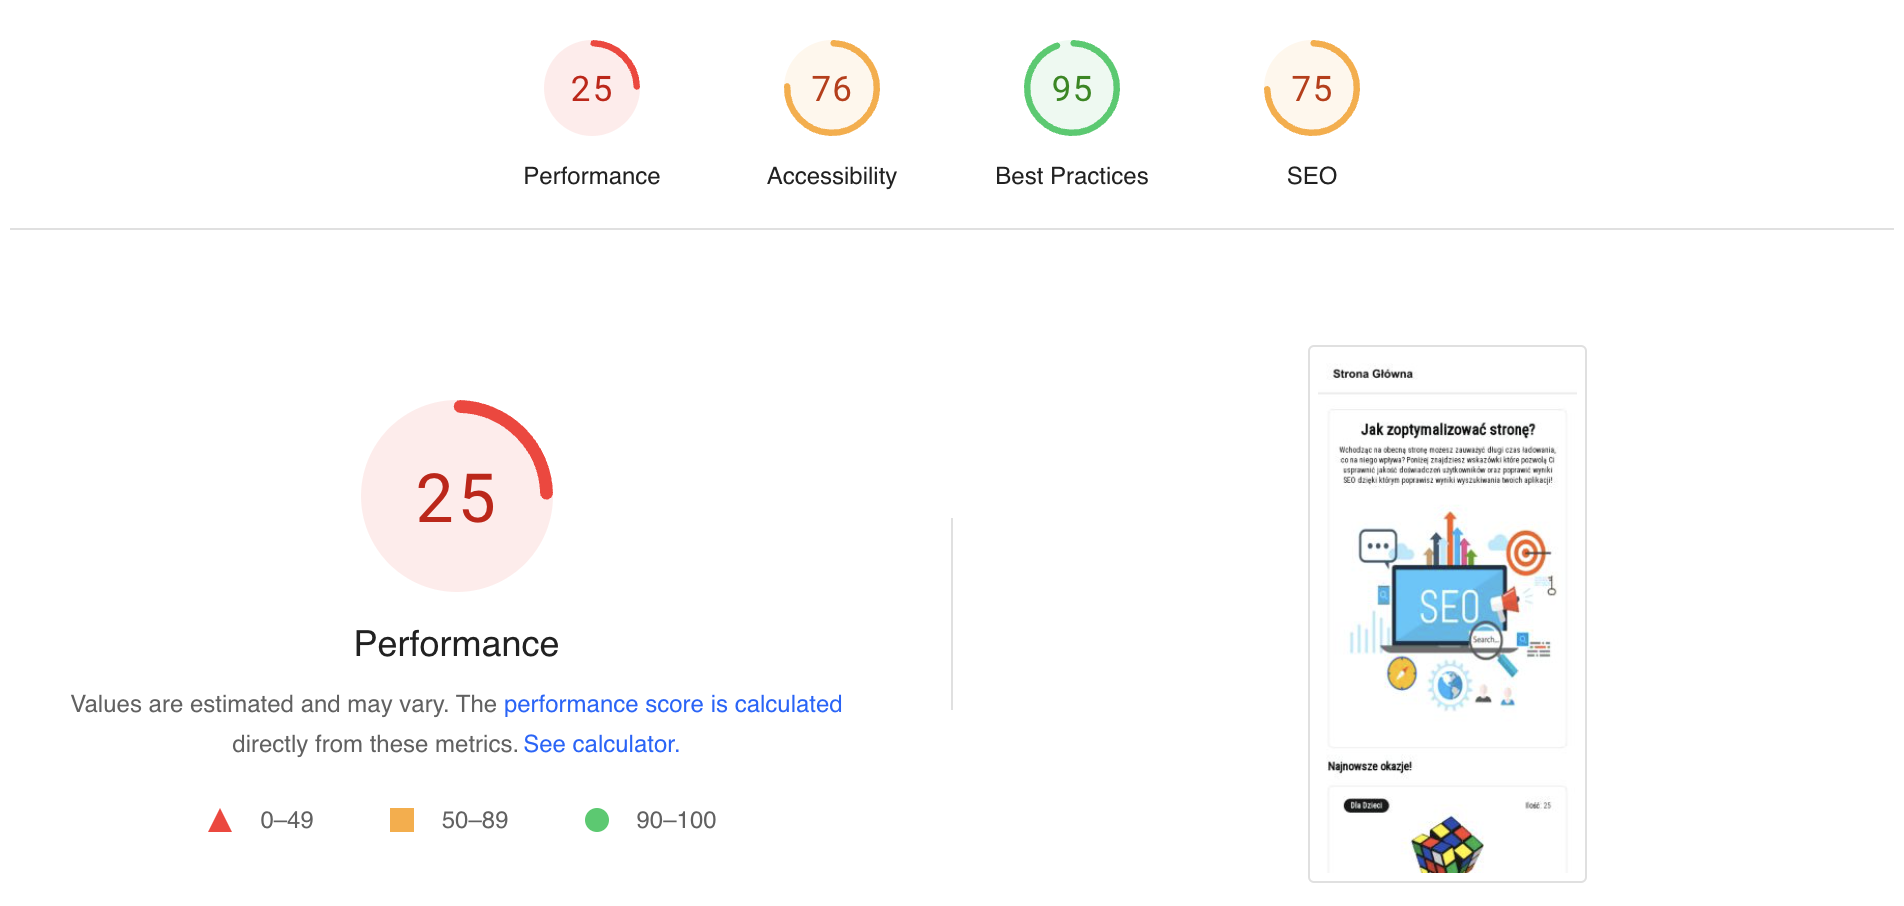 25
76
95
75
Performance
Accessibility
Best Practices
SEO
25
Performance
Values are estimated and may vary. The performance score is calculated
directly from these metrics. See calculator.
0–49
50–89
90–100
Strona Główna
Jak zoptymalizować stronę?
Wchodząc na obecną stronę możesz zauważyć długi czas ładowania,
co na niego wpływa? Poniżej znajdziesz wskazówki które pozwolą Ci
usprawnić jakość doświadczeń użytkowników oraz poprawić wyniki
SEO dzięki którym poprawisz wyniki wyszukiwania twoich aplikacji!
SEO
Search...
Najnowsze okazje!
Dla Dzieci
Ilość: 25